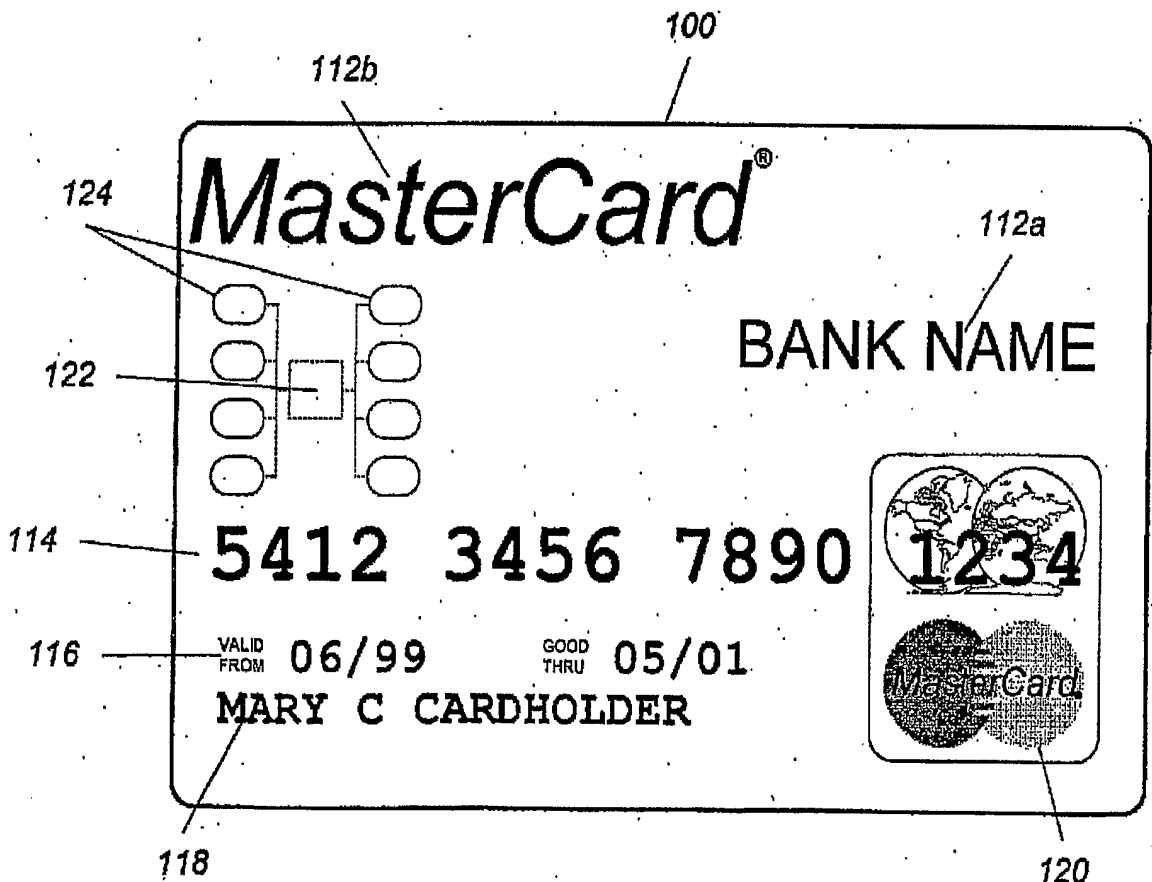 100
112b
MasterCard®
124
112a
BANK NAME
122
114
5412 3456 7890 1234
116
VALID FROM 06/99 GOOD THRU 05/01
MARY C CARDHOLDER
MasterCard
118
120